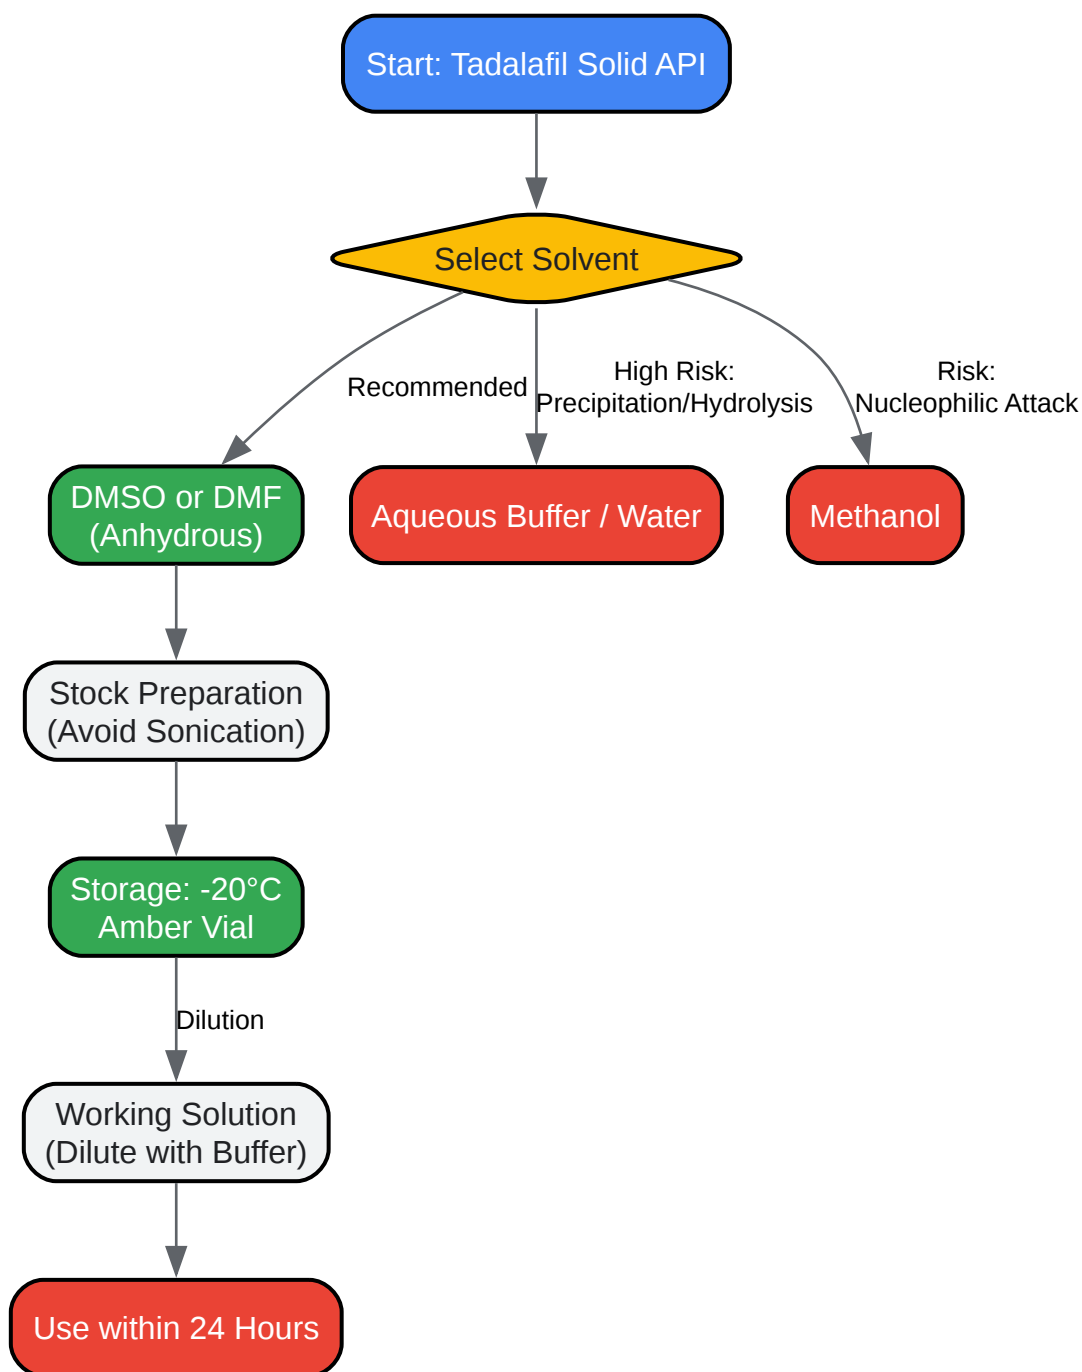 Start: Tadalafil Solid API
Select Solvent
Recommended
High Risk:
Precipitation/Hydrolysis
Risk:
Nucleophilic Attack
DMSO or DMF
(Anhydrous)
Aqueous Buffer / Water
Methanol
Stock Preparation
(Avoid Sonication)
Storage: -20°C
Amber Vial
Dilution
Working Solution
(Dilute with Buffer)
Use within 24 Hours